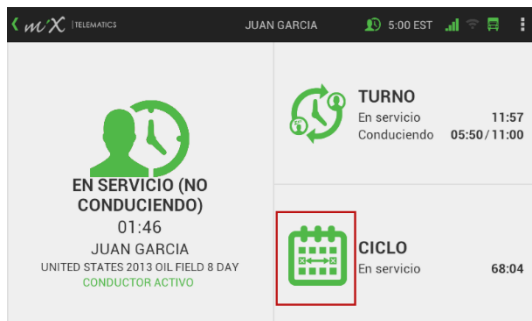 mix TELEMATICS
JUAN GARCIA
5:00 EST
EN SERVICIO (NO
CONDUCIENDO)
01:46
JUAN GARCIA
UNITED STATES 2013 OIL FIELD 8 DAY
CONDUCTOR ACTIVO
TURNO
En servicio 11:57
Conduciendo 05:50/11:00
CICLO
En servicio 68:04